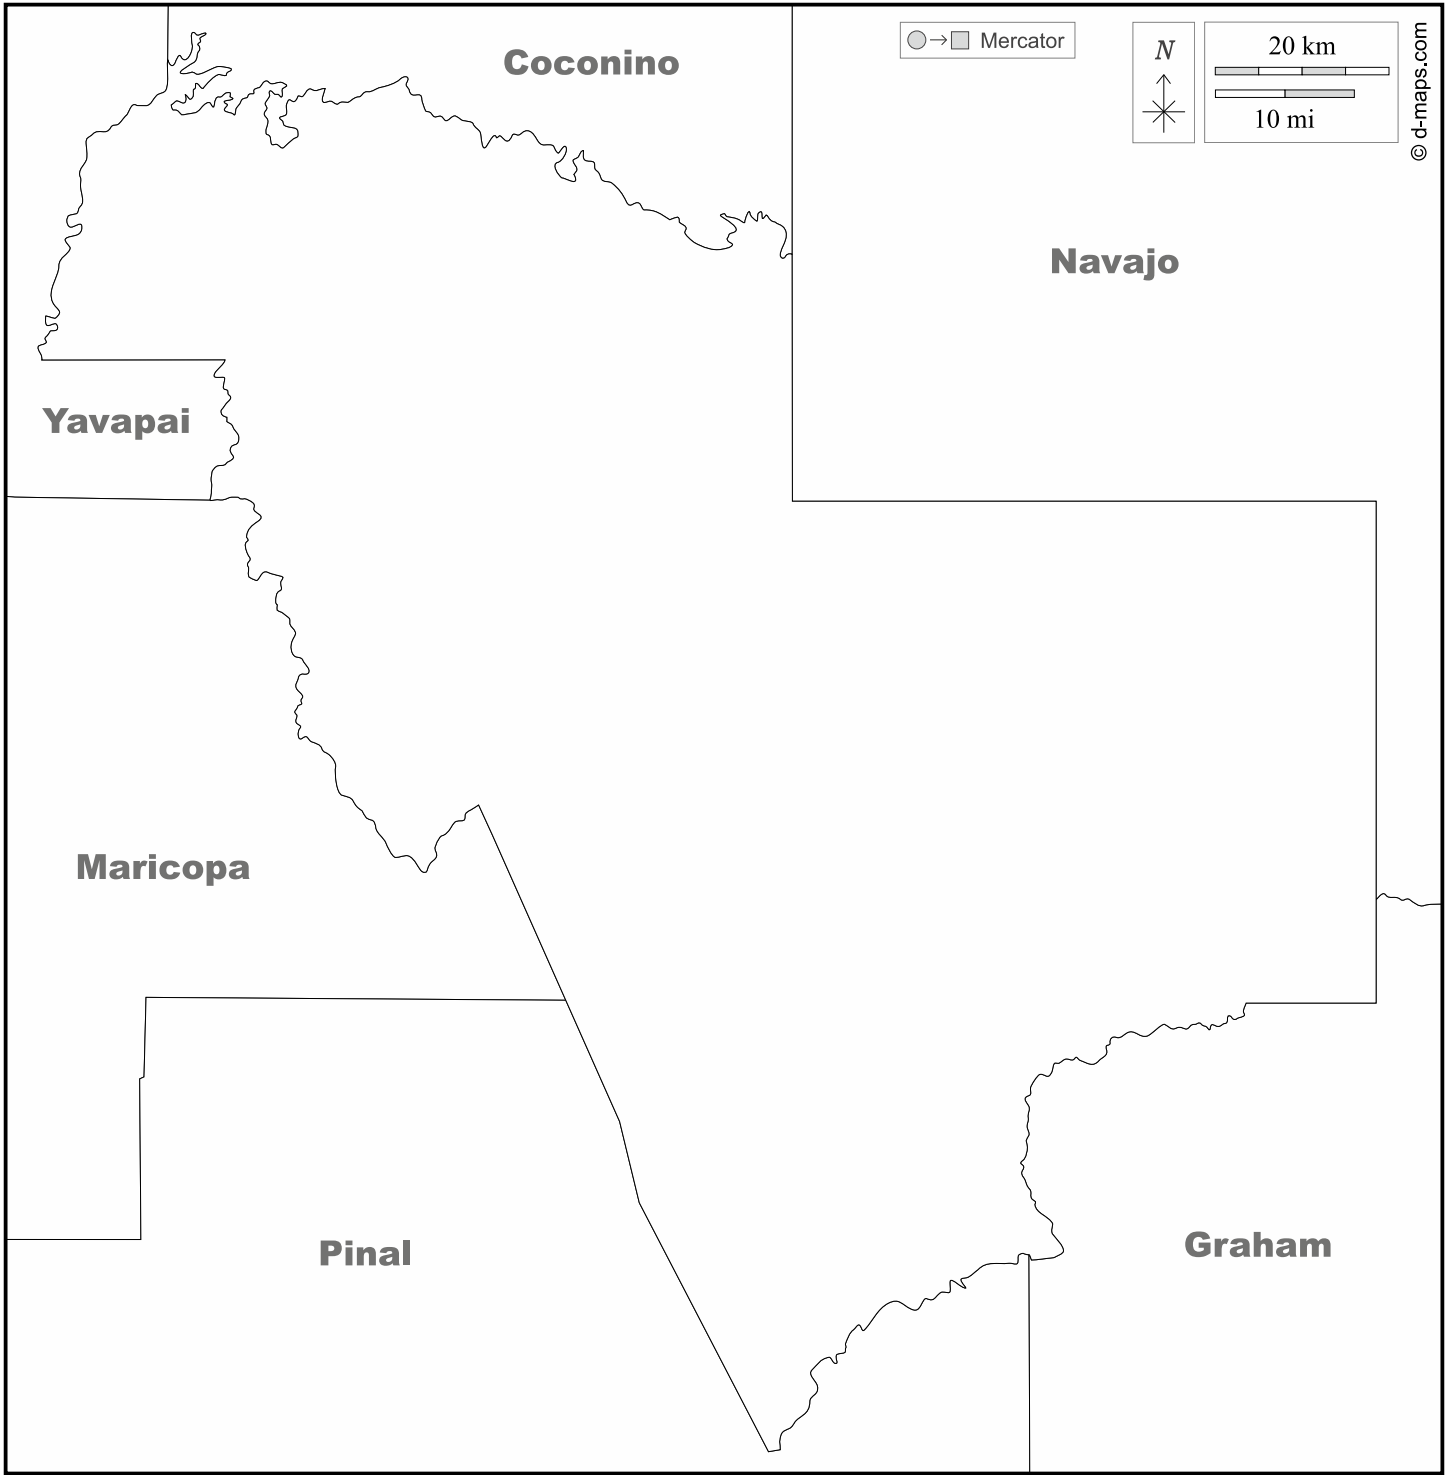 Coconino
Mercator
N
20 km
10 mi
© d-maps.com
Navajo
Yavapai
Maricopa
Pinal
Graham